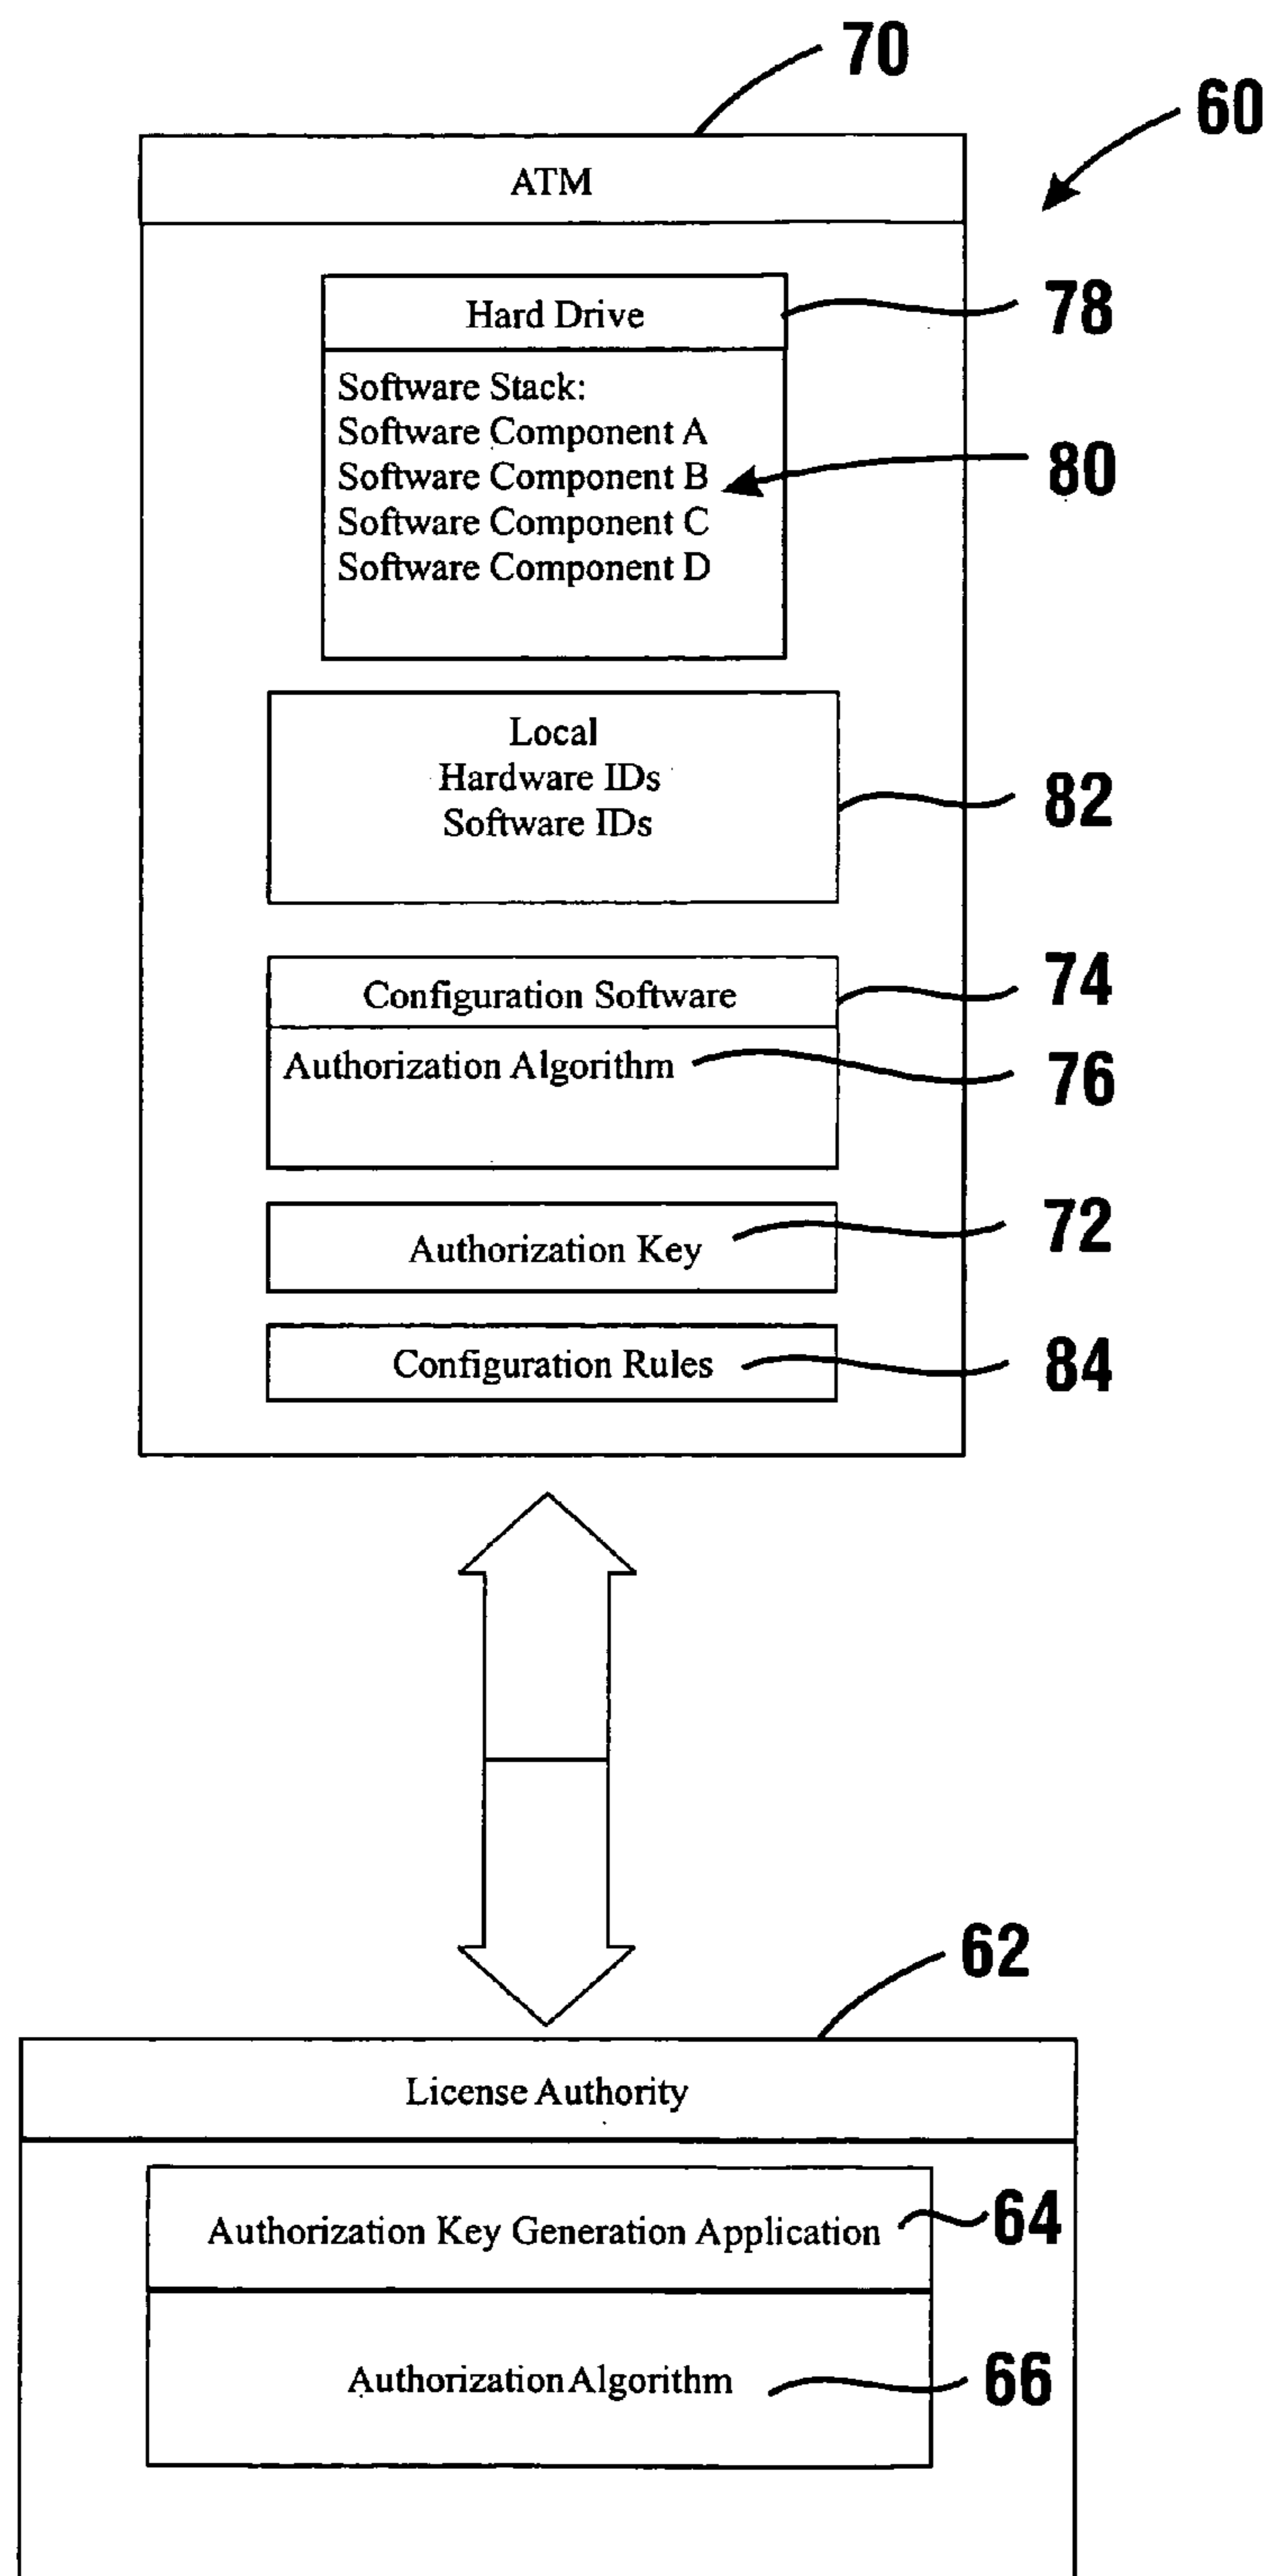 70
60
ATM
Hard Drive
78
Software Stack:
Software Component A
Software Component B
80
Software Component C
Software Component D
Local
Hardware IDs
82
Software IDs
Configuration Software
74
Authorization Algorithm
76
Authorization Key
72
Configuration Rules
84
62
License Authority
Authorization Key Generation Application
64
Authorization Algorithm
66